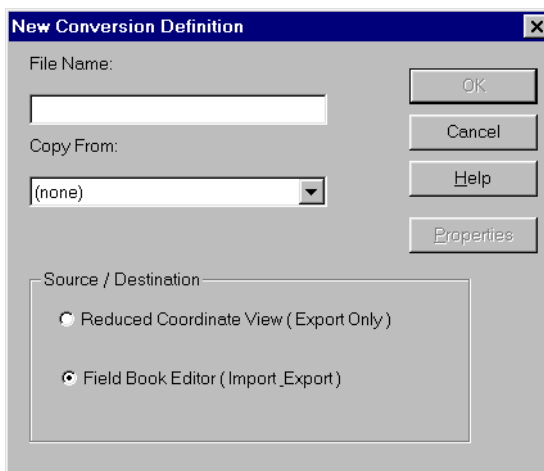 New Conversion Definition
File Name:
OK
Cancel
Copy From:
(none)
Help
Properties
Source / Destination
Reduced Coordinate View ( Export Only )
Field Book Editor ( Import_Export )